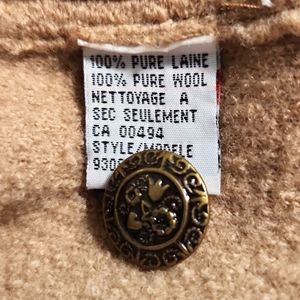 100% PURE LAINE
100% PURE WOOL
NETTOYAGE A
SEC SEULEMENT
CA 00494
STYLE/MODELE